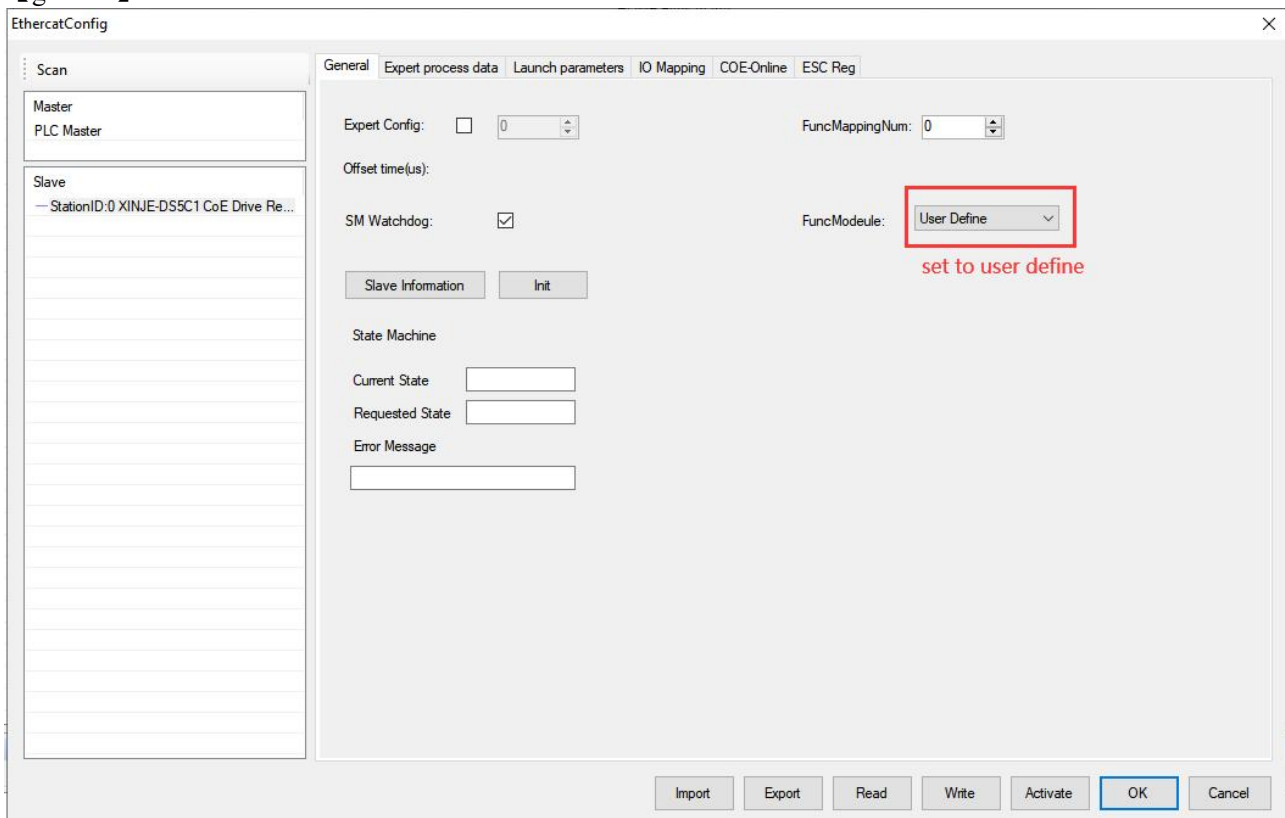 EthercatConfig
Scan
Master
PLC Master
Slave
StationID:0 XINJE-DS5C1 CoE Drive Re...
General Expert process data Launch parameters IO Mapping COE-Online ESC Reg
Expert Config: 0 FuncMappingNum: 0
Offset time(us):
SM Watchdog: FuncModeule: User Define
set to user define
Slave Information Init
State Machine
Current State
Requested State
Error Message
Import Export Read Write Activate OK Cancel